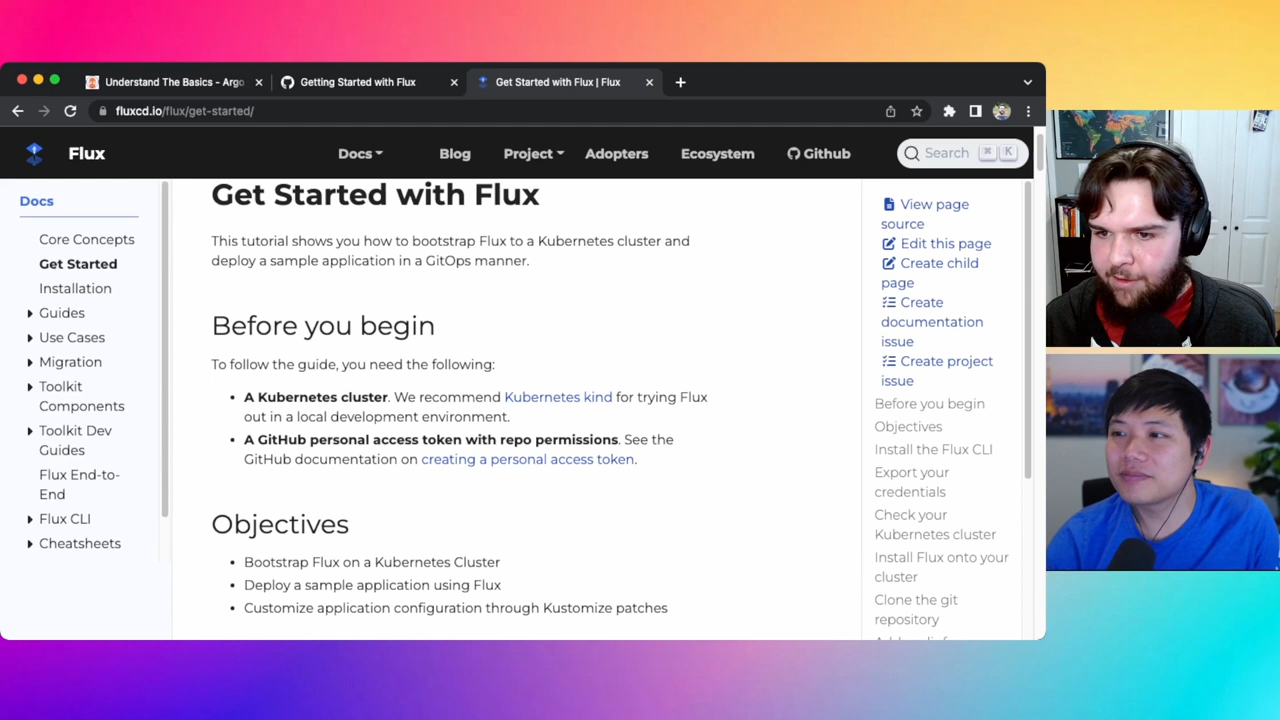 Understand The Basics - Argo
Getting Started with Flux
Get Started with Flux | Flux
fluxcd.io/flux/get-started/
Flux
Docs
Blog
Project
Adopters
Ecosystem
Github
Search ⌘ K
Docs
Core Concepts
Get Started
Installation
Guides
Use Cases
Migration
Toolkit
Components
Toolkit Dev
Guides
Flux End-to-
End
Flux CLI
Cheatsheets
Get Started with Flux
This tutorial shows you how to bootstrap Flux to a Kubernetes cluster and
deploy a sample application in a GitOps manner.
Before you begin
To follow the guide, you need the following:
• A Kubernetes cluster. We recommend Kubernetes kind for trying Flux
out in a local development environment.
• A GitHub personal access token with repo permissions. See the
GitHub documentation on creating a personal access token.
Objectives
• Bootstrap Flux on a Kubernetes Cluster
• Deploy a sample application using Flux
• Customize application configuration through Kustomize patches
View page
source
Edit this page
Create child
page
Create
documentation
issue
Create project
issue
Before you begin
Objectives
Install the Flux CLI
Export your
credentials
Check your
Kubernetes cluster
Install Flux onto your
cluster
Clone the git
repository